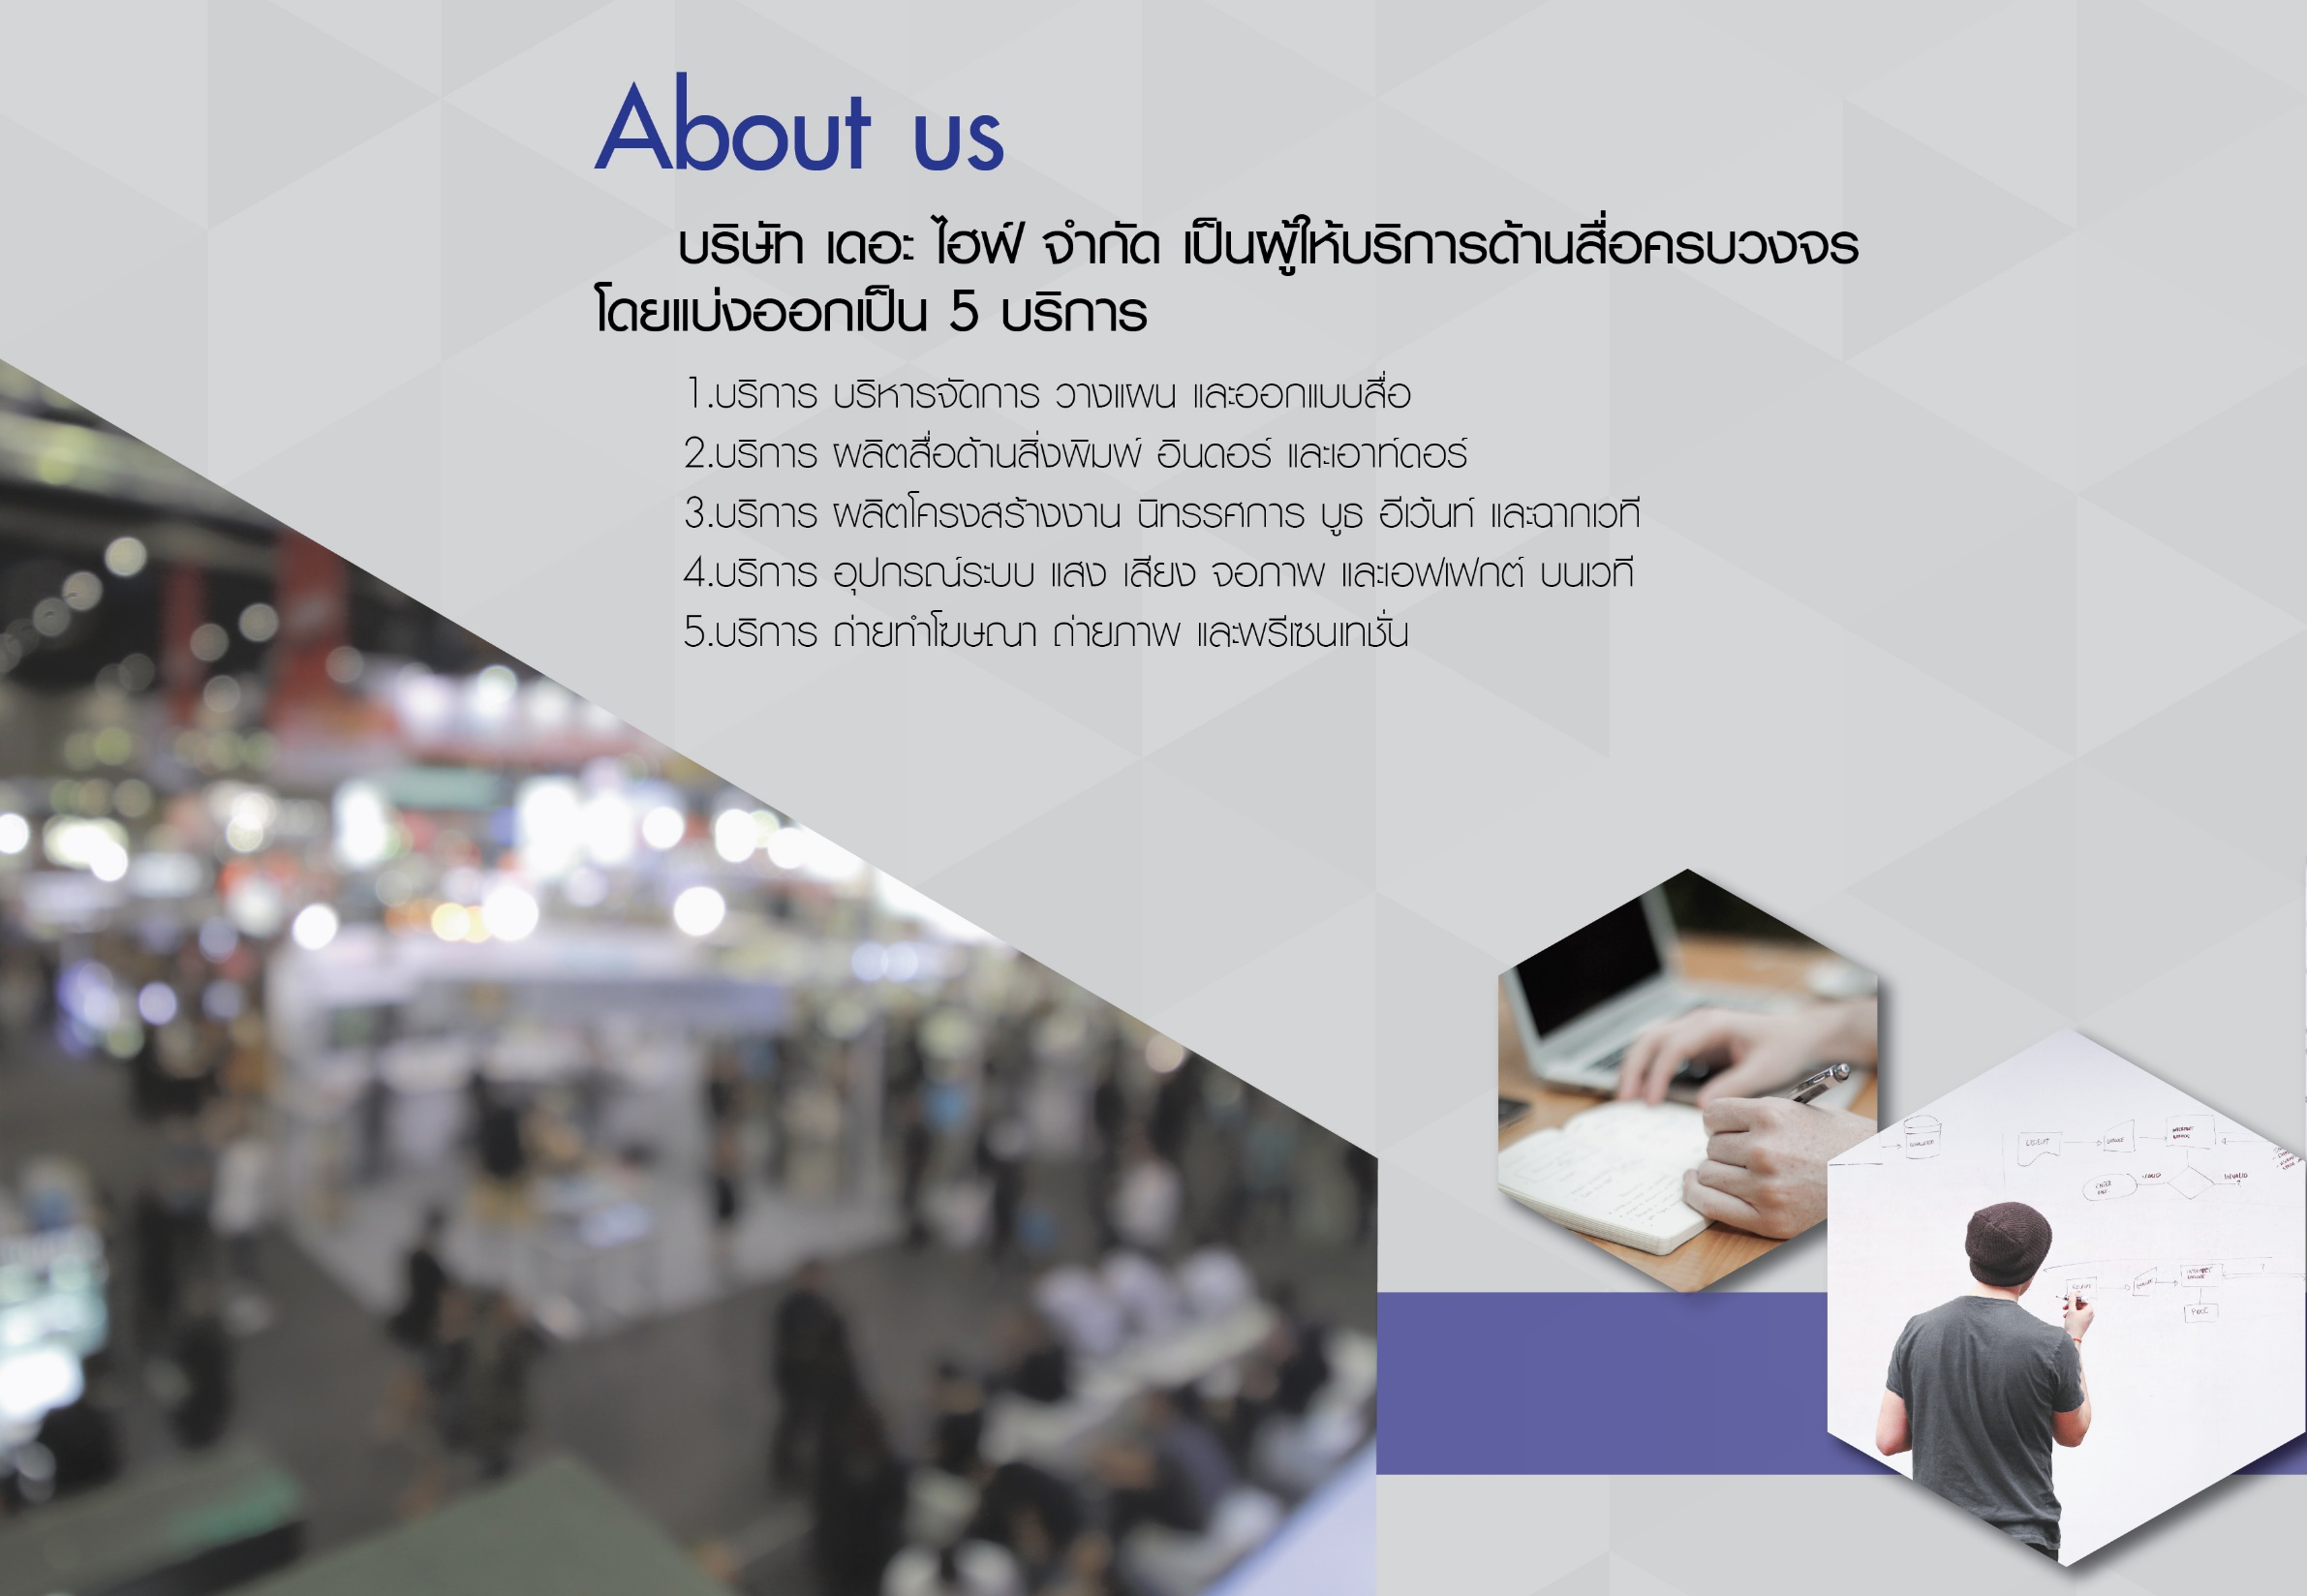 About us
บริษัท เดอะ ไฮฟ์ จำกัด เป็นผู้ให้บริการด้านสื่อครบวงจร
โดยแบ่งออกเป็น 5 บริการ
1.บริการ บริหารจัดการ วางแผน และออกแบบสื่อ
2.บริการ ผลิตสื่อด้านสิ่งพิมพ์ อินดอร์ และเอาท์ดอร์
3.บริการ ผลิตโครงสร้างงาน นิทรรศการ บูธ อีเว้นท์ และฉากเวที
4.บริการ อุปกรณ์ระบบ แสง เสียง จอภาพ และเอฟเฟกต์ บนเวที
5.บริการ ถ่ายทำโฆษณา ถ่ายภาพ และพรีเซนเทชั่น
INVALID